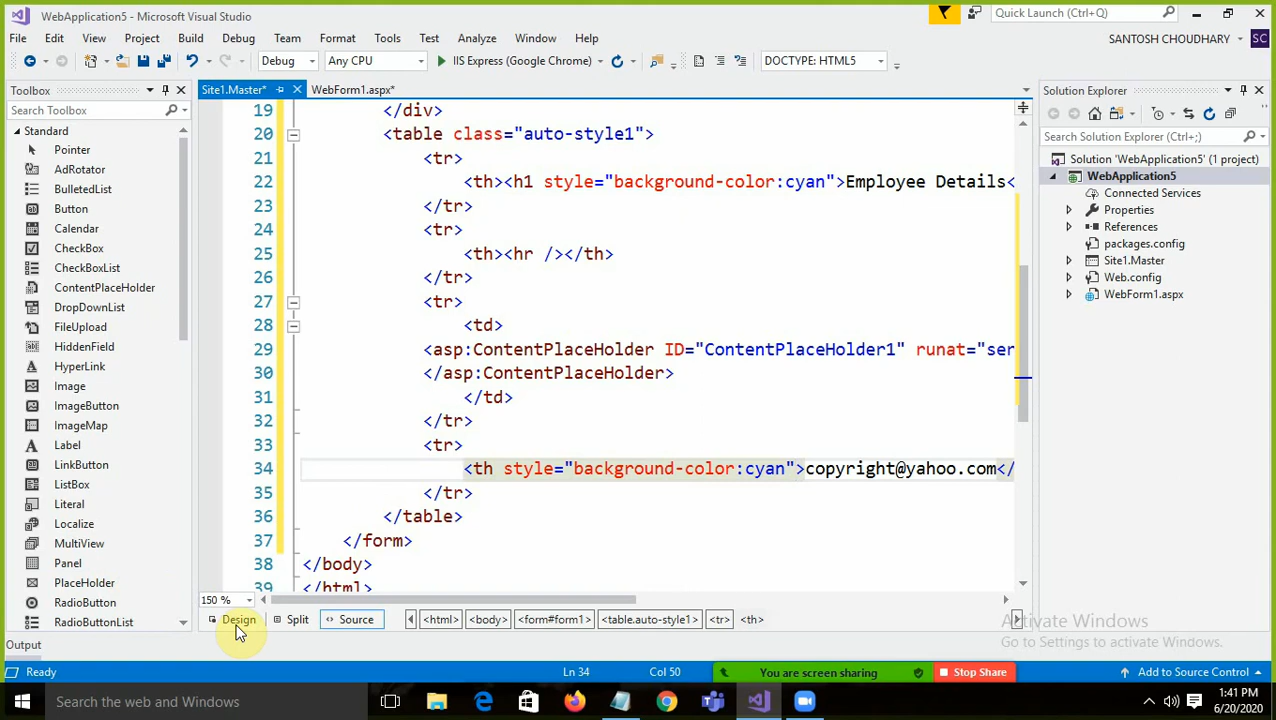 WebApplication5 - Microsoft Visual Studio
Quick Launch (Ctrl+Q)
File Edit View Project Build Debug Team Format Tools Test Analyze Window Help
SANTOSH CHOUDHARY SC
Debug Any CPU IIS Express (Google Chrome) DOCTYPE: HTML5
Toolbox
Search Toolbox
Standard
Pointer
AdRotator
BulletedList
Button
Calendar
CheckBox
CheckBoxList
ContentPlaceHolder
DropDownList
FileUpload
HiddenField
HyperLink
Image
ImageButton
ImageMap
Label
LinkButton
ListBox
Literal
Localize
MultiView
Panel
PlaceHolder
RadioButton
RadioButtonList
Site1.Master* WebForm1.aspx*
19 </div>
20 <table class="auto-style1">
21 <tr>
22 <th><h1 style="background-color:cyan">Employee Details<
23 </tr>
24 <tr>
25 <th><hr /></th>
26 </tr>
27 <tr>
28 <td>
29 <asp:ContentPlaceHolder ID="ContentPlaceHolder1" runat="ser
30 </asp:ContentPlaceHolder>
31 </td>
32 </tr>
33 <tr>
34 <th style="background-color:cyan">copyright@yahoo.com</
35 </tr>
36 </table>
37 </form>
38 </body>
39 </html>
150 %
Design Split Source <html> <body> <form#form1> <table.auto-style1> <tr> <th>
Solution Explorer
Search Solution Explorer (Ctrl+;)
Solution 'WebApplication5' (1 project)
WebApplication5
Connected Services
Properties
References
packages.config
Site1.Master
Web.config
WebForm1.aspx
Activate Windows
Go to Settings to activate Windows.
Output
Ready Ln 34 Col 50 You are screen sharing Stop Share Add to Source Control
Search the web and Windows
1:41 PM
6/20/2020